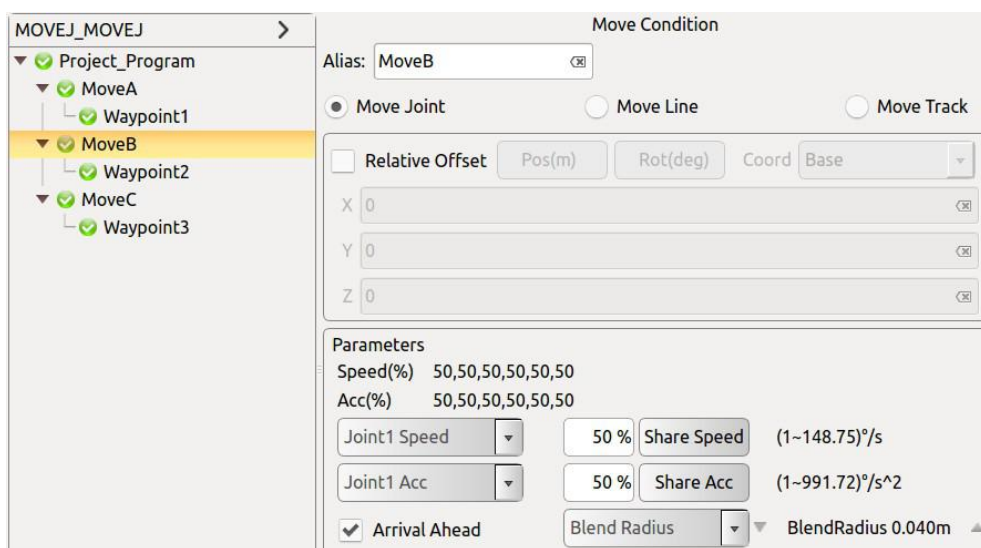 MOVEJ_MOVEJ
Project_Program
MoveA
Waypoint1
MoveB
Waypoint2
MoveC
Waypoint3
Move Condition
Alias: MoveB
Move Joint Move Line Move Track
Relative Offset Pos(m) Rot(deg) Coord Base
X 0
Y 0
Z 0
Parameters
Speed(%) 50,50,50,50,50,50
Acc(%) 50,50,50,50,50,50
Joint1 Speed 50 % Share Speed (1~148.75)°/s
Joint1 Acc 50 % Share Acc (1~991.72)°/s^2
Arrival Ahead Blend Radius BlendRadius 0.040m